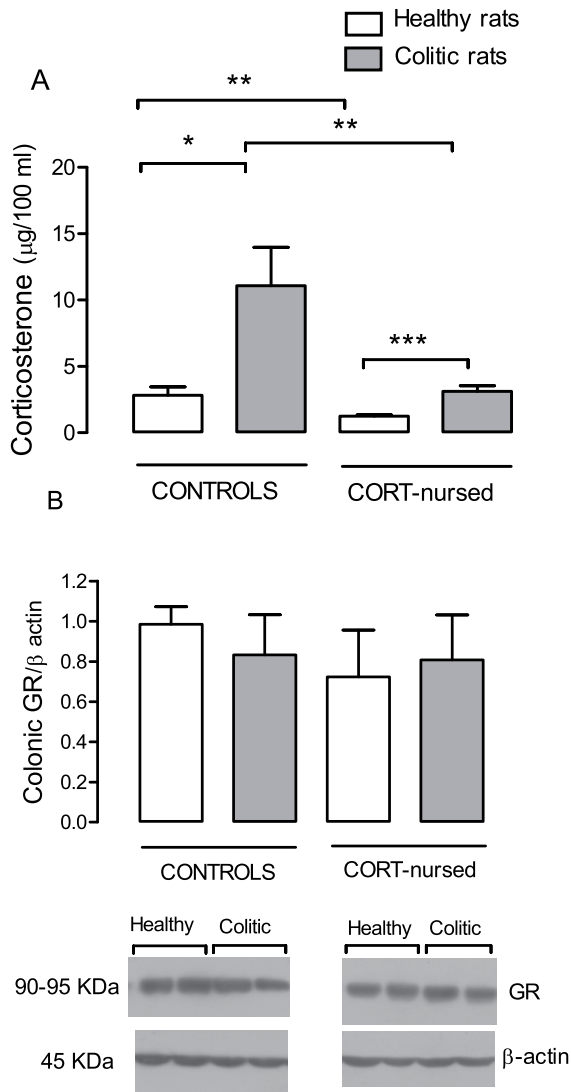 Healthy rats
Colitic rats
A
**
**
*
***
Corticosterone (μg/100 ml)
20
15
10
5
0
CONTROLS
CORT-nursed
B
Colonic GR/β actin
1.2
1.0
0.8
0.6
0.4
0.2
0.0
CONTROLS
CORT-nursed
Healthy Colitic
Healthy Colitic
90-95 KDa
GR
45 KDa
β-actin